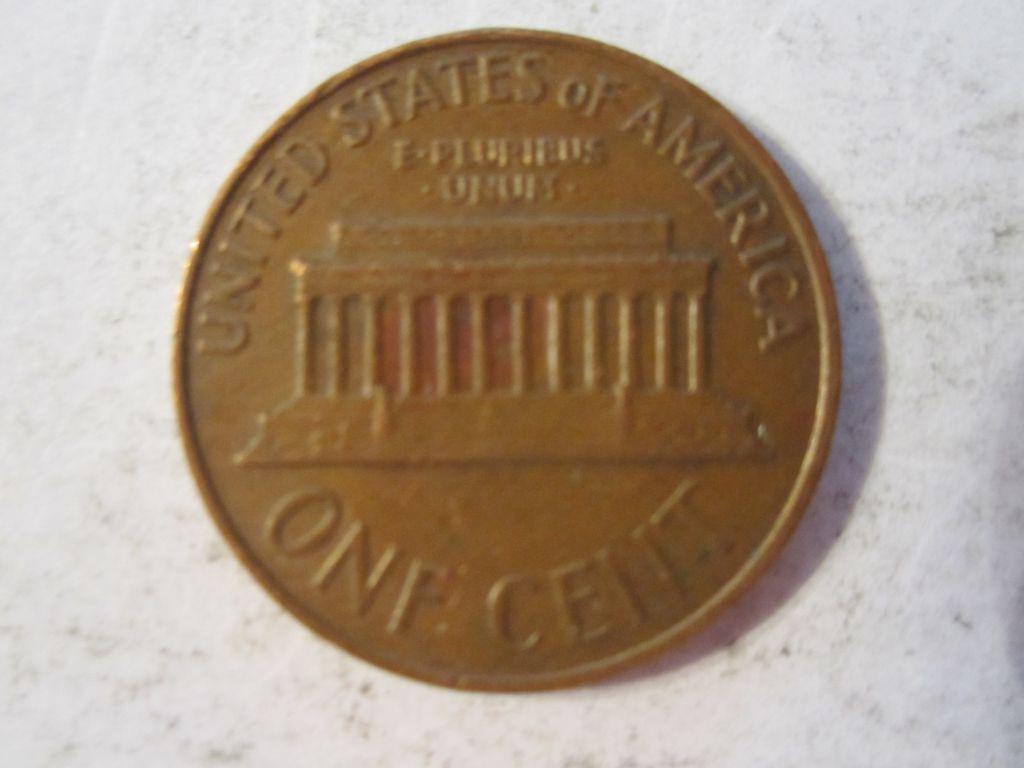 UNITED STATES OF AMERICA
E·PLURIBUS
·UNUM·
ONE CENT